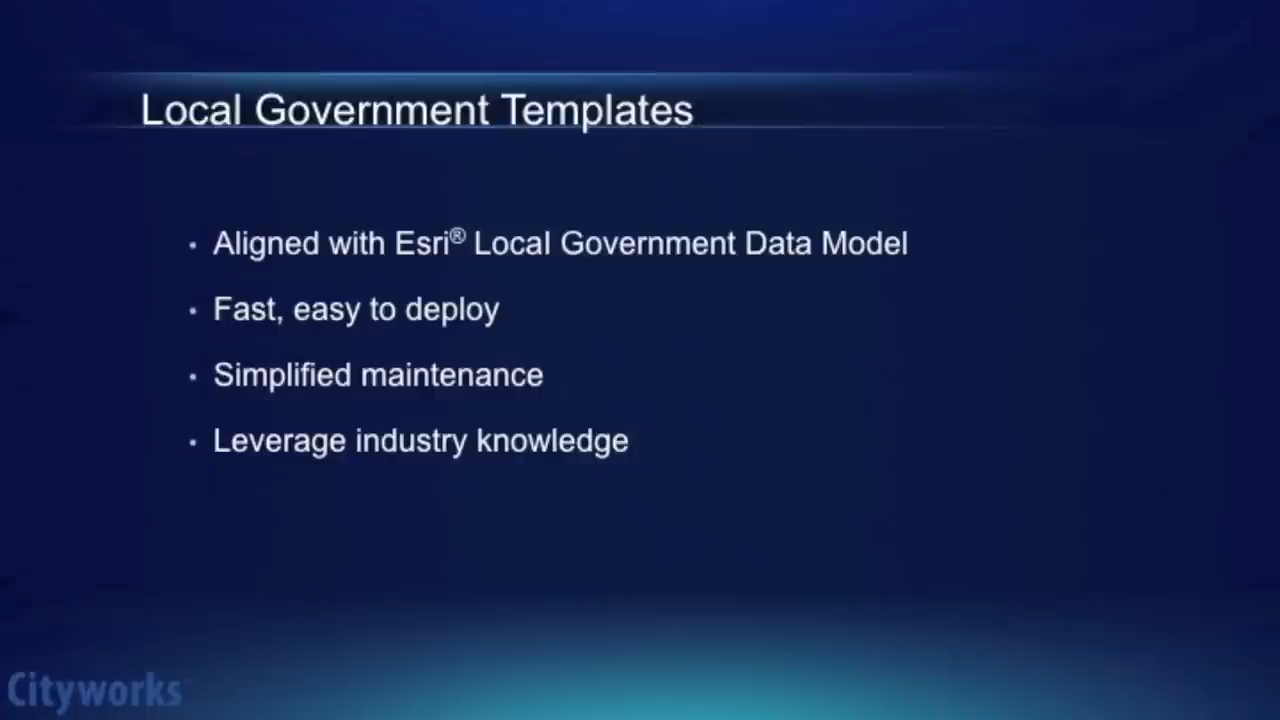 Local Government Templates
• Aligned with Esri® Local Government Data Model
• Fast, easy to deploy
• Simplified maintenance
• Leverage industry knowledge
Cityworks